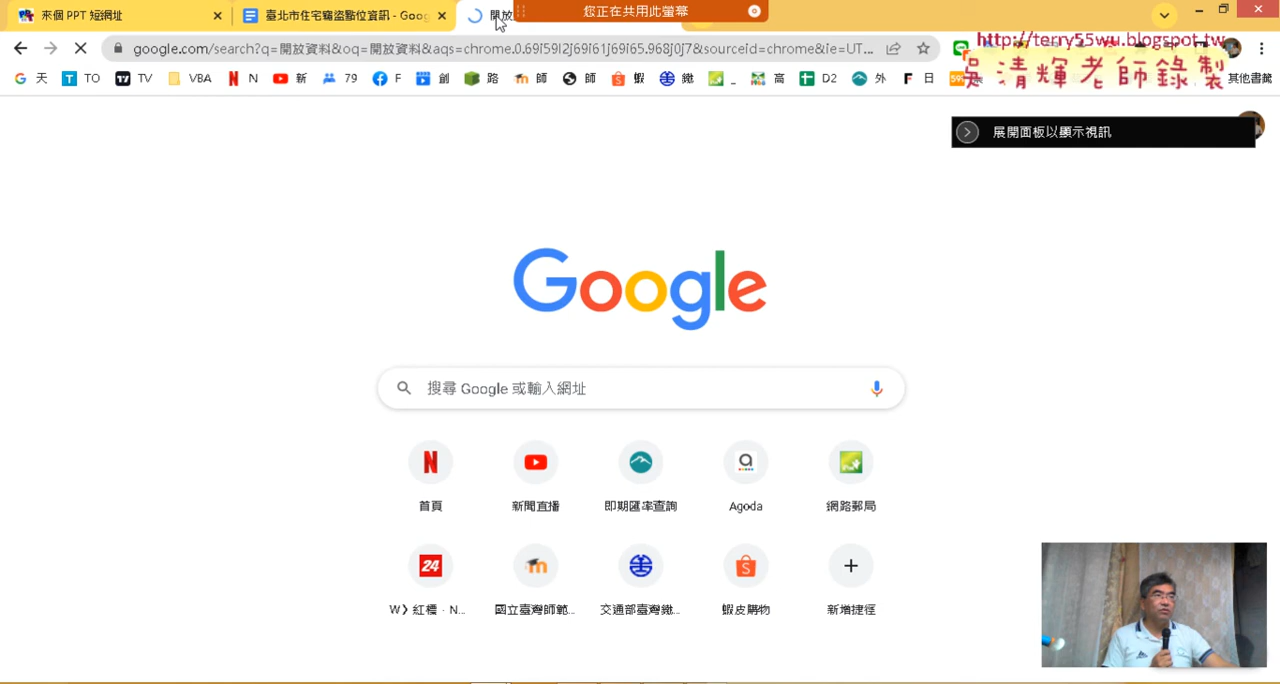 來個 PPT 短網址
臺北市住宅竊盜點位資訊 - Goog
開放
您正在共用此螢幕
google.com/search?q=開放資料&oq=開放資料&aqs=chrome.0.69i59l2j69i61j69i65.968j0j7&sourceid=chrome&ie=UT...
http://terry55wu.blogspot.tw
吳清輝老師錄製
天 TO TV VBA N 新 79 F 創 路 師 師 蝦 鐵 _ 高 D2 外 日 其他書籤
展開面板以顯示視訊
Google
搜尋 Google 或輸入網址
首頁 新聞直播 即期匯率查詢 Agoda 網路郵局
W》紅標 - N... 國立臺灣師範... 交通部臺灣鐵... 蝦皮購物 新增捷徑